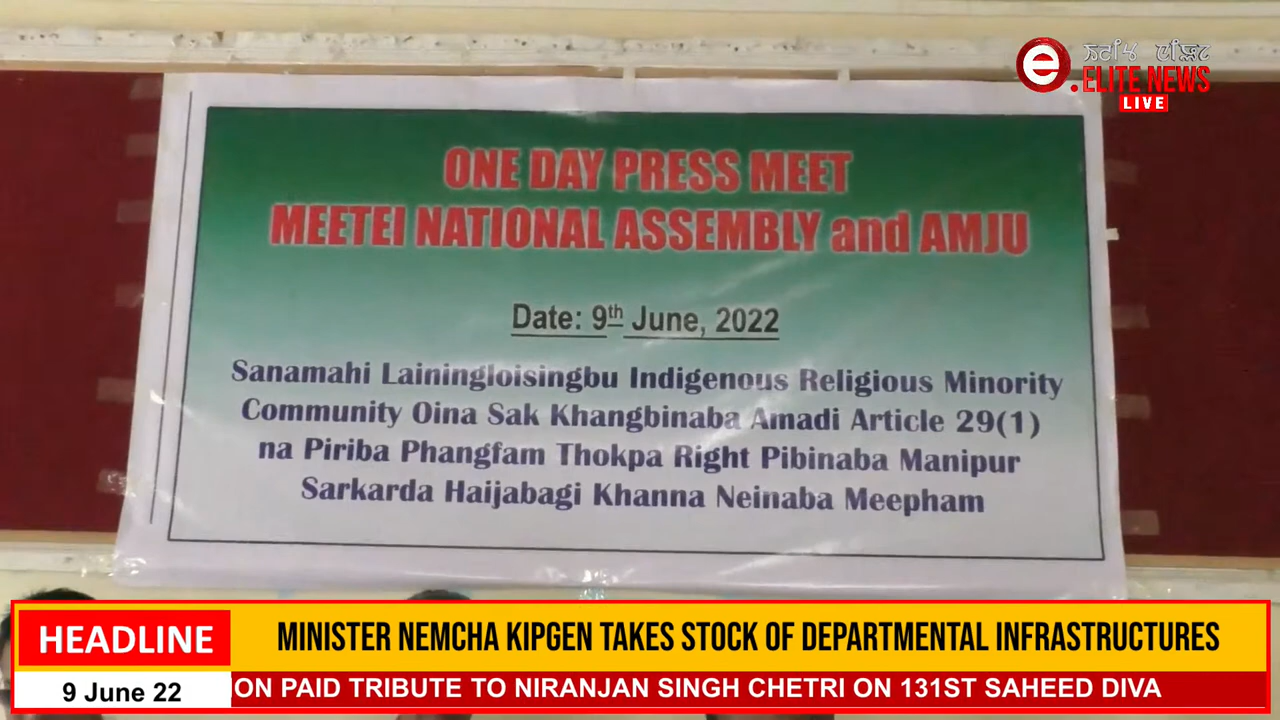 e.
ELITE NEWS
LIVE
ONE DAY PRESS MEET
MEETEI NATIONAL ASSEMBLY and AMJU
Date: 9th June, 2022
Sanamahi Lainingloisingbu Indigenous Religious Minority
Community Oina Sak Khangbinaba Amadi Article 29(1)
na Piriba Phangfam Thokpa Right Pibinaba Manipur
Sarkarda Haijabagi Khanna Neinaba Meepham
HEADLINE
MINISTER NEMCHA KIPGEN TAKES STOCK OF DEPARTMENTAL INFRASTRUCTURES
9 June 22
ON PAID TRIBUTE TO NIRANJAN SINGH CHETRI ON 131ST SAHEED DIVA